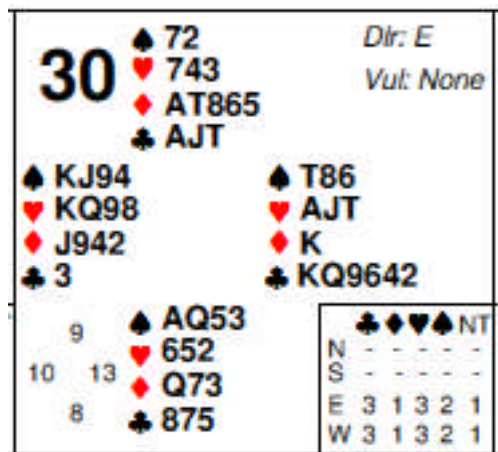 30
♠ 72
♥ 743
♦ AT865
♣ AJT
Dlr: E
Vul: None
♠ KJ94
♥ KQ98
♦ J942
♣ 3
♠ T86
♥ AJT
♦ K
♣ KQ9642
♠ AQ53
♥ 652
♦ Q73
♣ 875
9
10 13
8
♣ ♦ ♥ ♠ NT
N - - - - -
S - - - - -
E 3 1 3 2 1
W 3 1 3 2 1